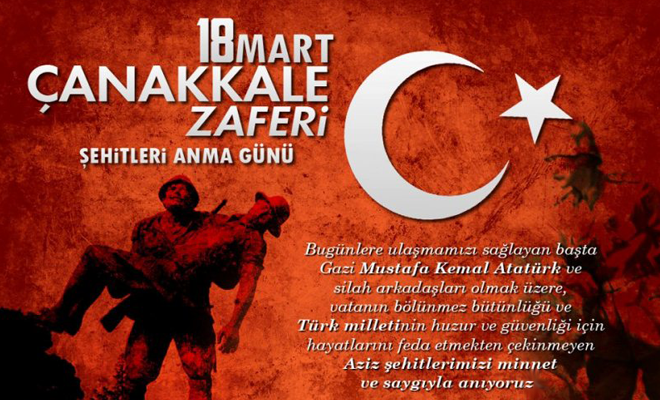 18 MART
ÇANAKKALE
ZAFERi
ŞEHiTLERi ANMA GÜNÜ
Bugünlere ulaşmamızı sağlayan başta
Gazi Mustafa Kemal Atatürk ve
silah arkadaşları olmak üzere,
vatanın bölünmez bütünlüğü ve
Türk milletinin huzur ve güvenliği için
hayatlarını feda etmekten çekinmeyen
Aziz şehitlerimizi minnet
ve saygıyla anıyoruz